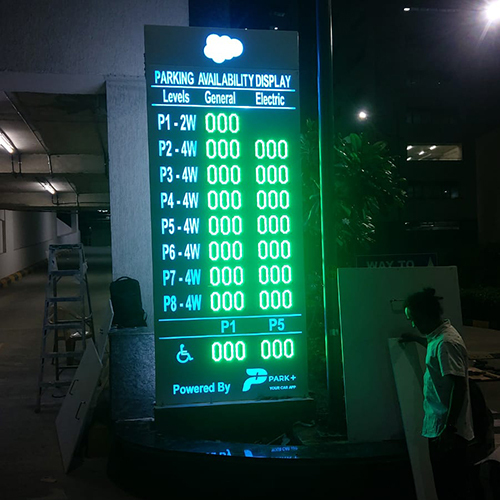 PARKING AVAILABILITY DISPLAY
Levels General Electric
P1 - 2W 000
P2 - 4W 000 000
P3 - 4W 000 000
P4 - 4W 000 000
P5 - 4W 000 000
P6 - 4W 000 000
P7 - 4W 000 000
P8 - 4W 000 000
P1 P5
000 000
Powered By P PARK+
YOUR CAR APP
WAY TO